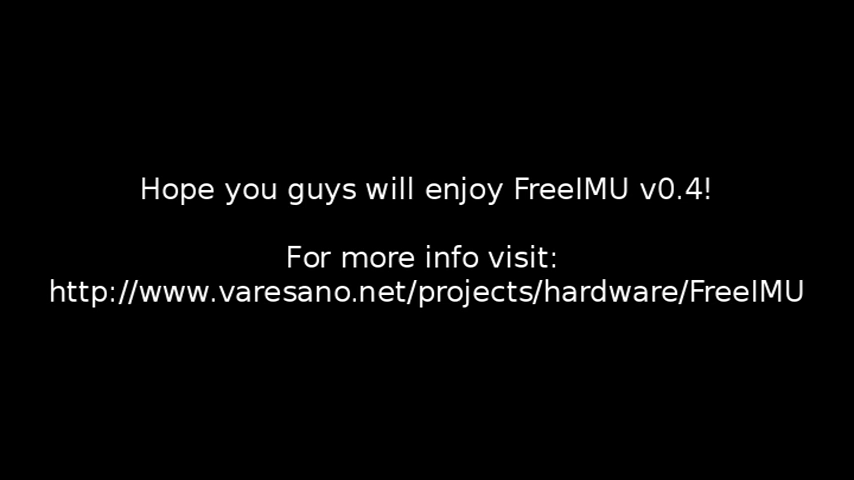 Hope you guys will enjoy FreeIMU v0.4!
For more info visit:
http://www.varesano.net/projects/hardware/FreeIMU